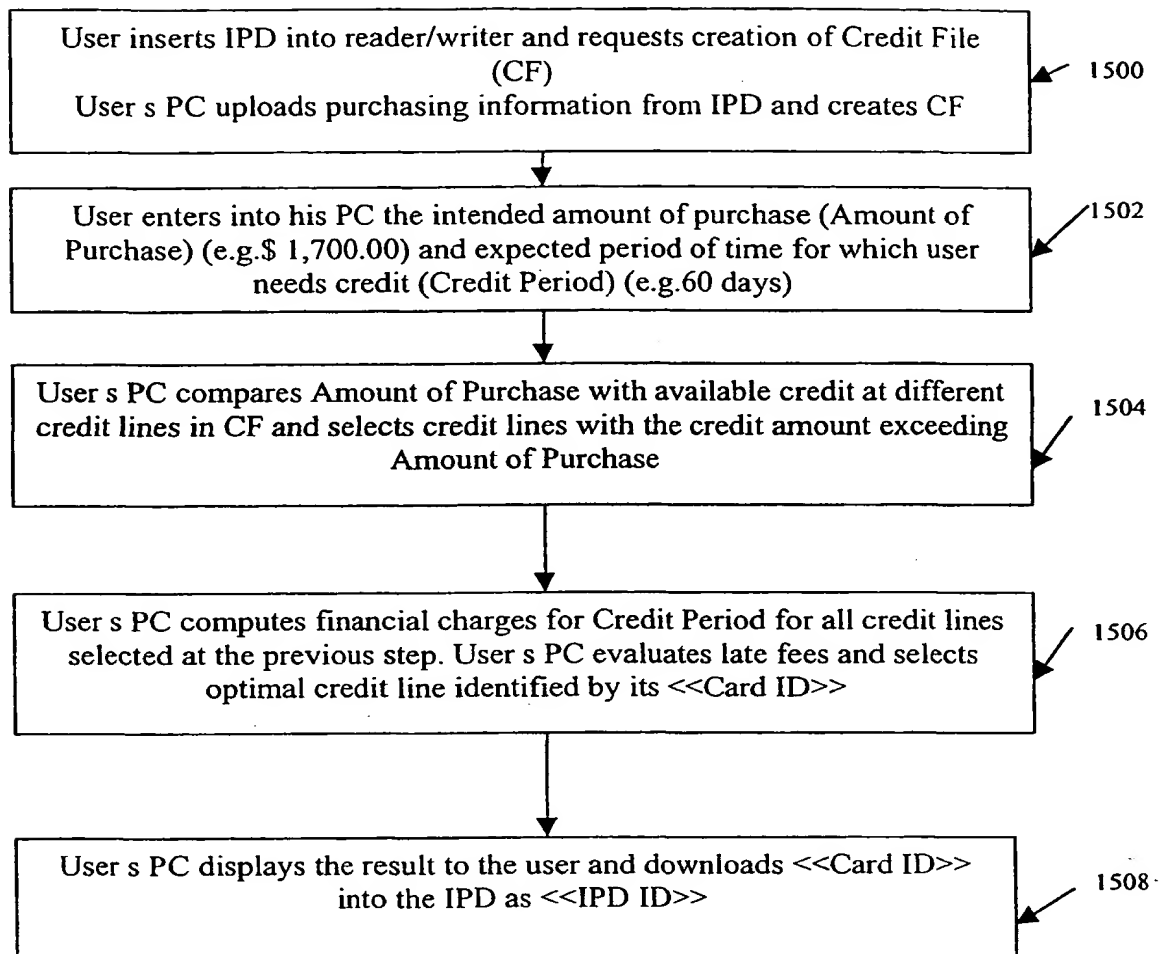 User inserts IPD into reader/writer and requests creation of Credit File
(CF)
User s PC uploads purchasing information from IPD and creates CF
1500
User enters into his PC the intended amount of purchase (Amount of
Purchase) (e.g.$ 1,700.00) and expected period of time for which user
needs credit (Credit Period) (e.g.60 days)
1502
User s PC compares Amount of Purchase with available credit at different
credit lines in CF and selects credit lines with the credit amount exceeding
Amount of Purchase
1504
User s PC computes financial charges for Credit Period for all credit lines
selected at the previous step. User s PC evaluates late fees and selects
optimal credit line identified by its <<Card ID>>
1506
User s PC displays the result to the user and downloads <<Card ID>>
into the IPD as <<IPD ID>>
1508